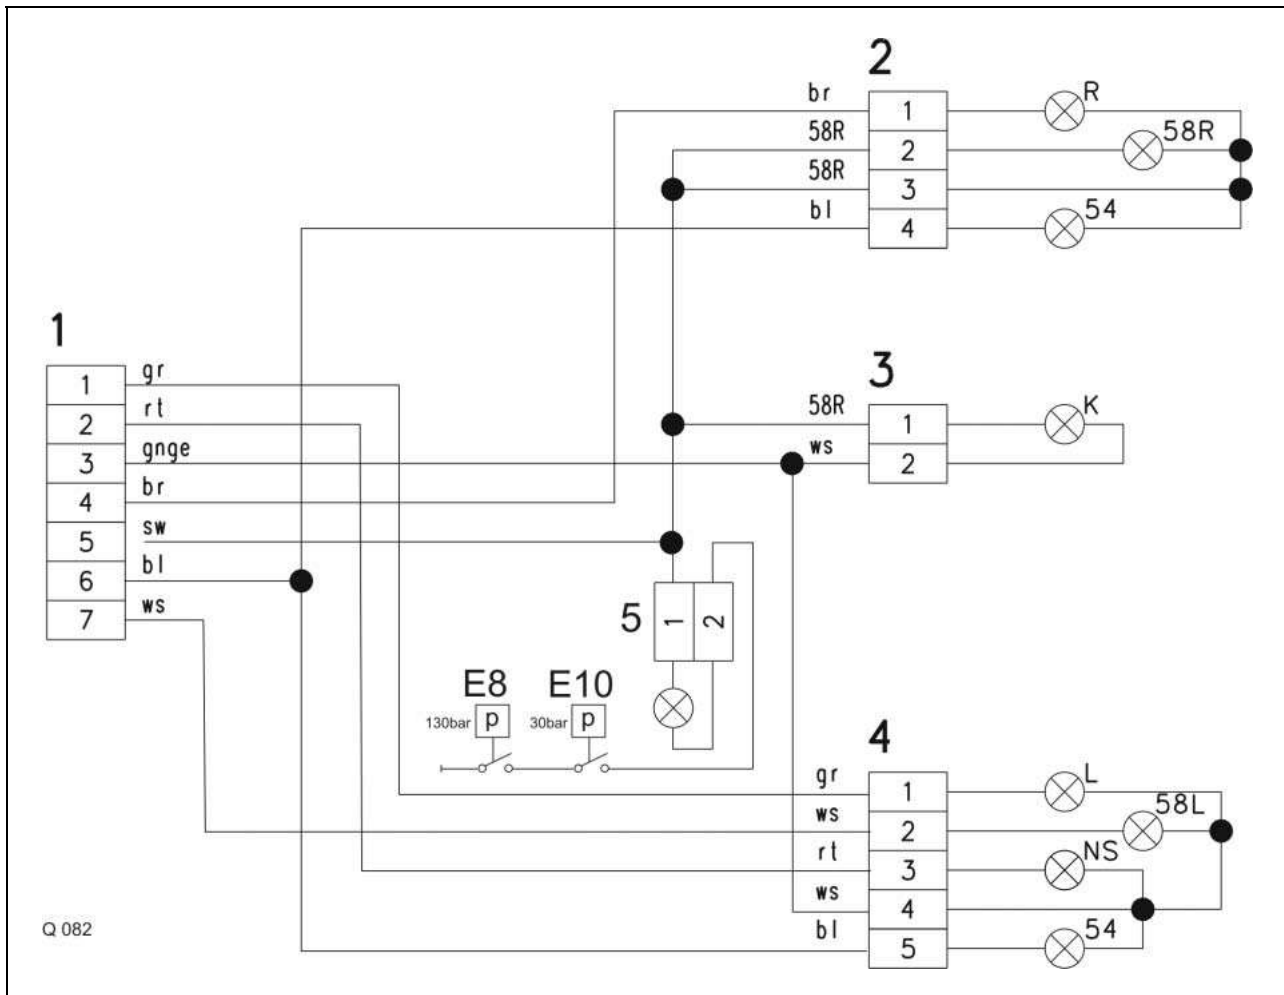 2
br 1 R
58R 2 58R
58R 3
bl 4 54
1
1 gr
2 rt
3 gnge
4 br
5 sw
6 bl
7 ws
3
58R 1 K
ws 2
5 1 2
E8 E10
130bar p 30bar p
4
gr 1 L
ws 2 58L
rt 3 NS
ws 4
bl 5 54
Q 082